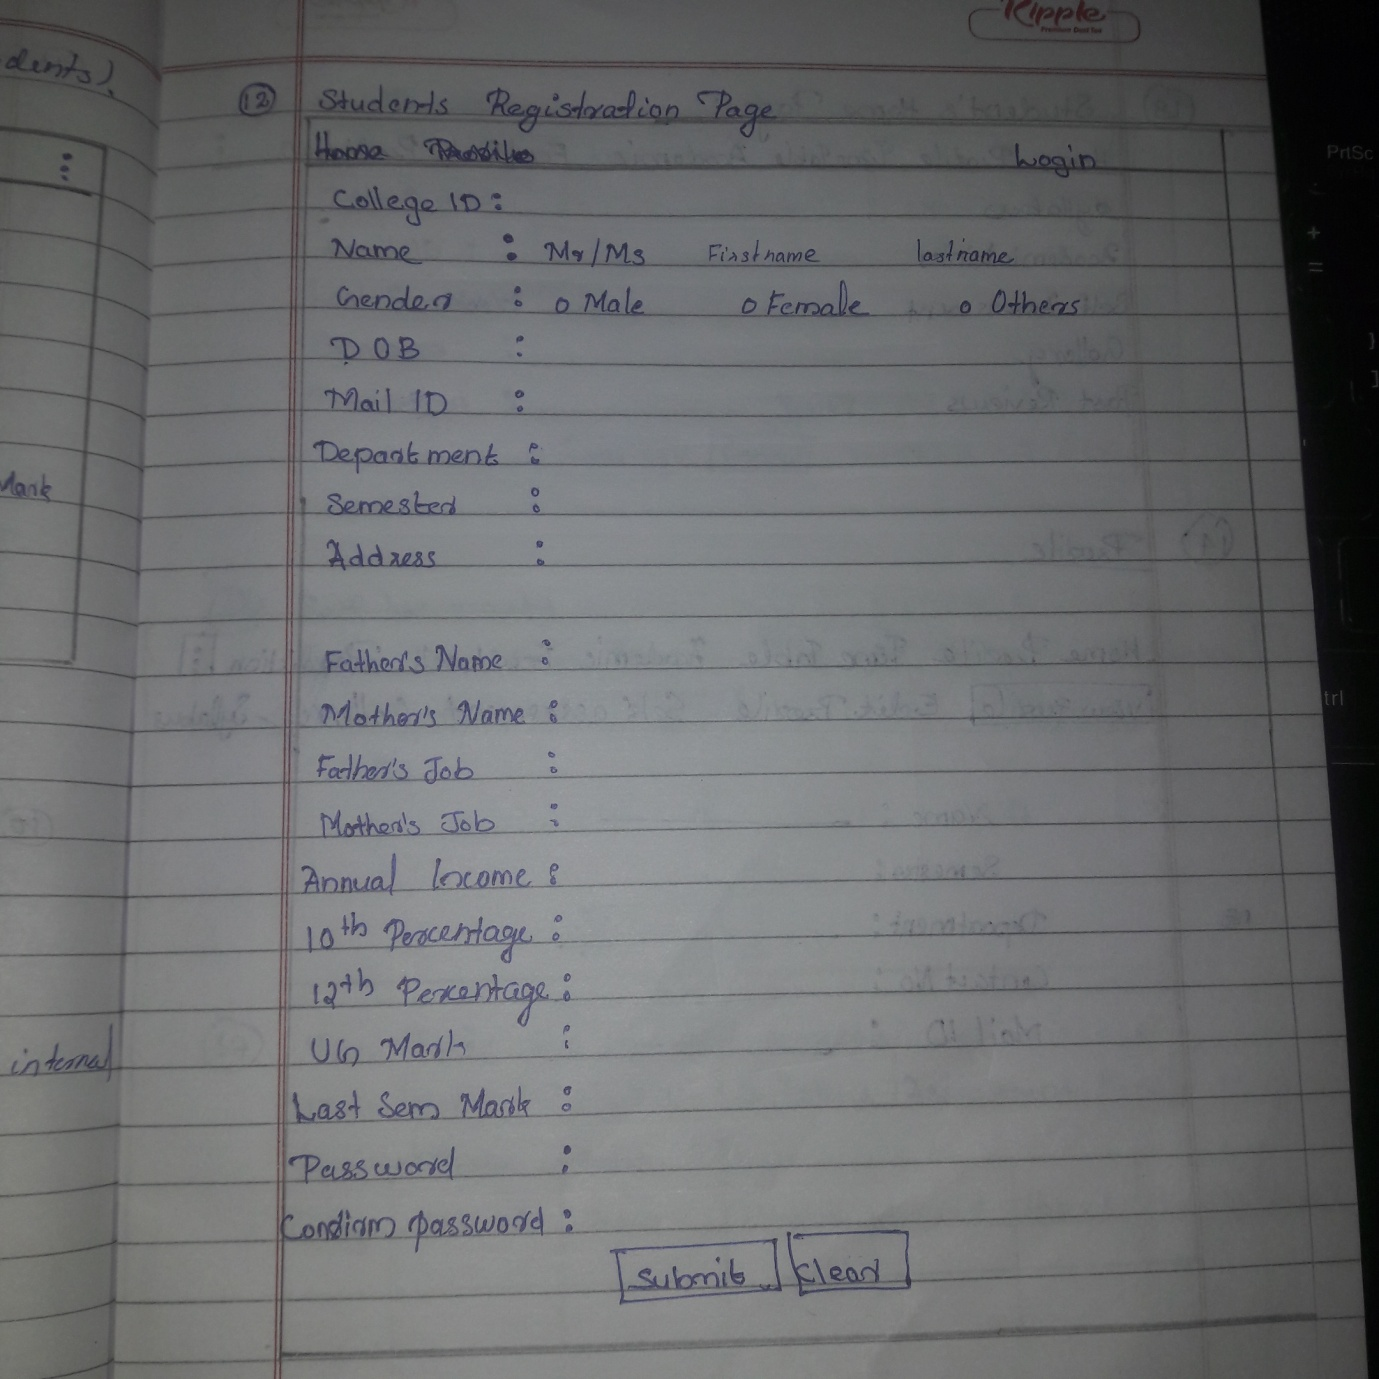 Ripple
dents).
12 Students Registration Page
Home Login
College ID :
Name : Mr/Ms Firstname lastname
Gender : o Male o Female o Others
DOB :
Mail ID :
Department :
Semester :
Address :
Mark
Father's Name :
Mother's Name :
Father's Job :
Mother's Job :
Annual Income :
10th Percentage :
12th Percentage :
UG Mark :
internal
Last Sem Mark :
Password :
Confirm password :
Submit Clear
PrtSc
+
=
}
]
trl